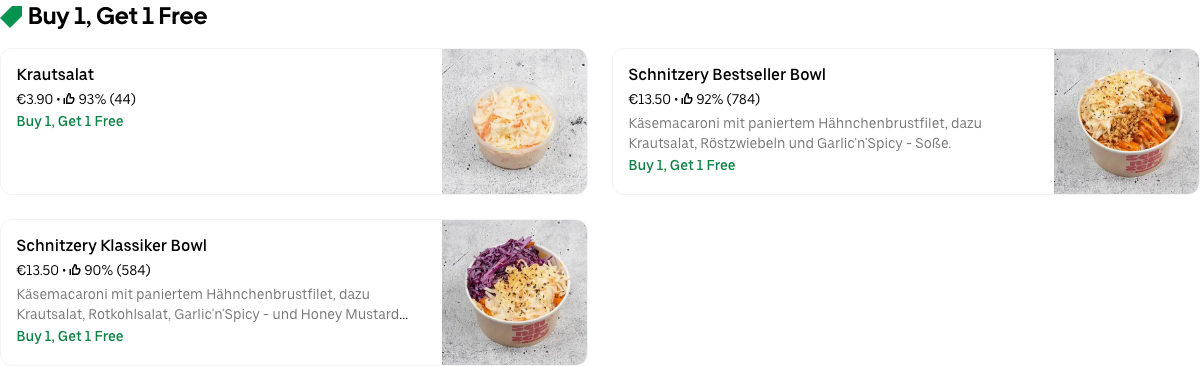 Buy 1, Get 1 Free
Krautsalat
€3.90 • 93% (44)
Buy 1, Get 1 Free
Schnitzery Bestseller Bowl
€13.50 • 92% (784)
Käsemacaroni mit paniertem Hähnchenbrustfilet, dazu
Krautsalat, Röstzwiebeln und Garlic'n'Spicy - Soße.
Buy 1, Get 1 Free
Schnitzery Klassiker Bowl
€13.50 • 90% (584)
Käsemacaroni mit paniertem Hähnchenbrustfilet, dazu
Krautsalat, Rotkohlsalat, Garlic'n'Spicy - und Honey Mustard...
Buy 1, Get 1 Free